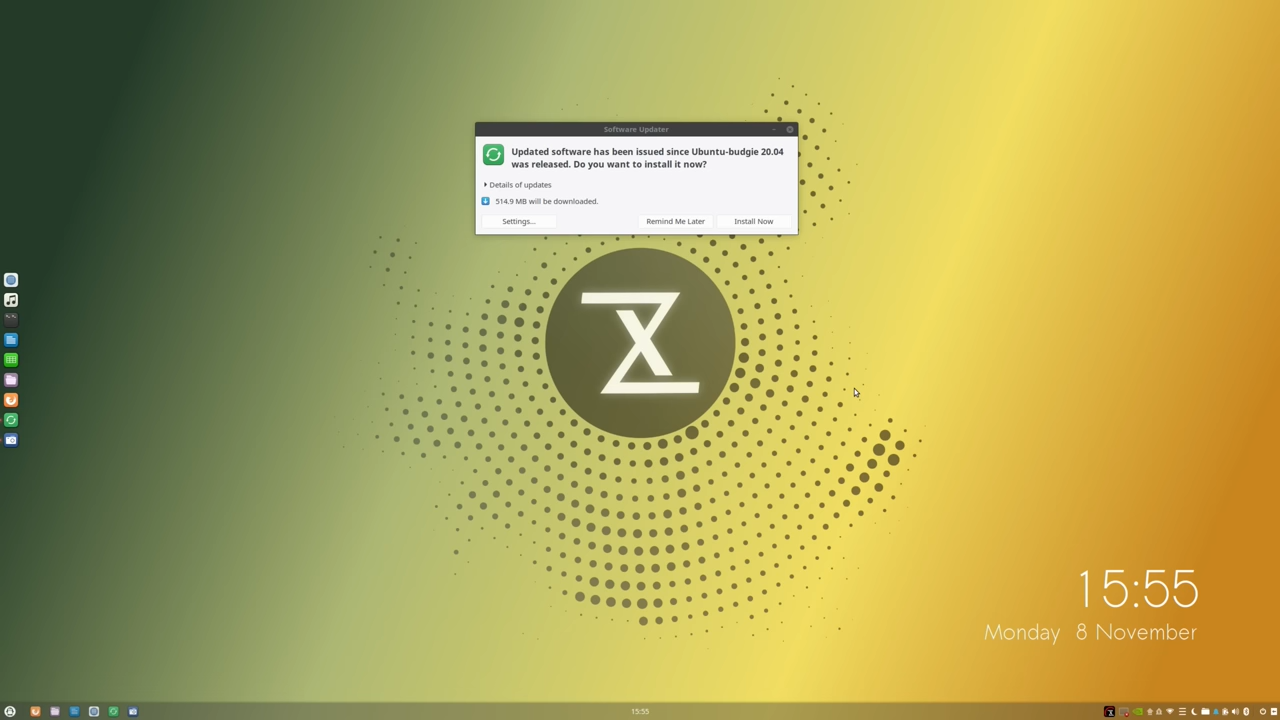 Software Updater
Updated software has been issued since Ubuntu-budgie 20.04
was released. Do you want to install it now?
Details of updates
514.9 MB will be downloaded.
Settings...
Remind Me Later
Install Now
15:55
Monday 8 November
15:55